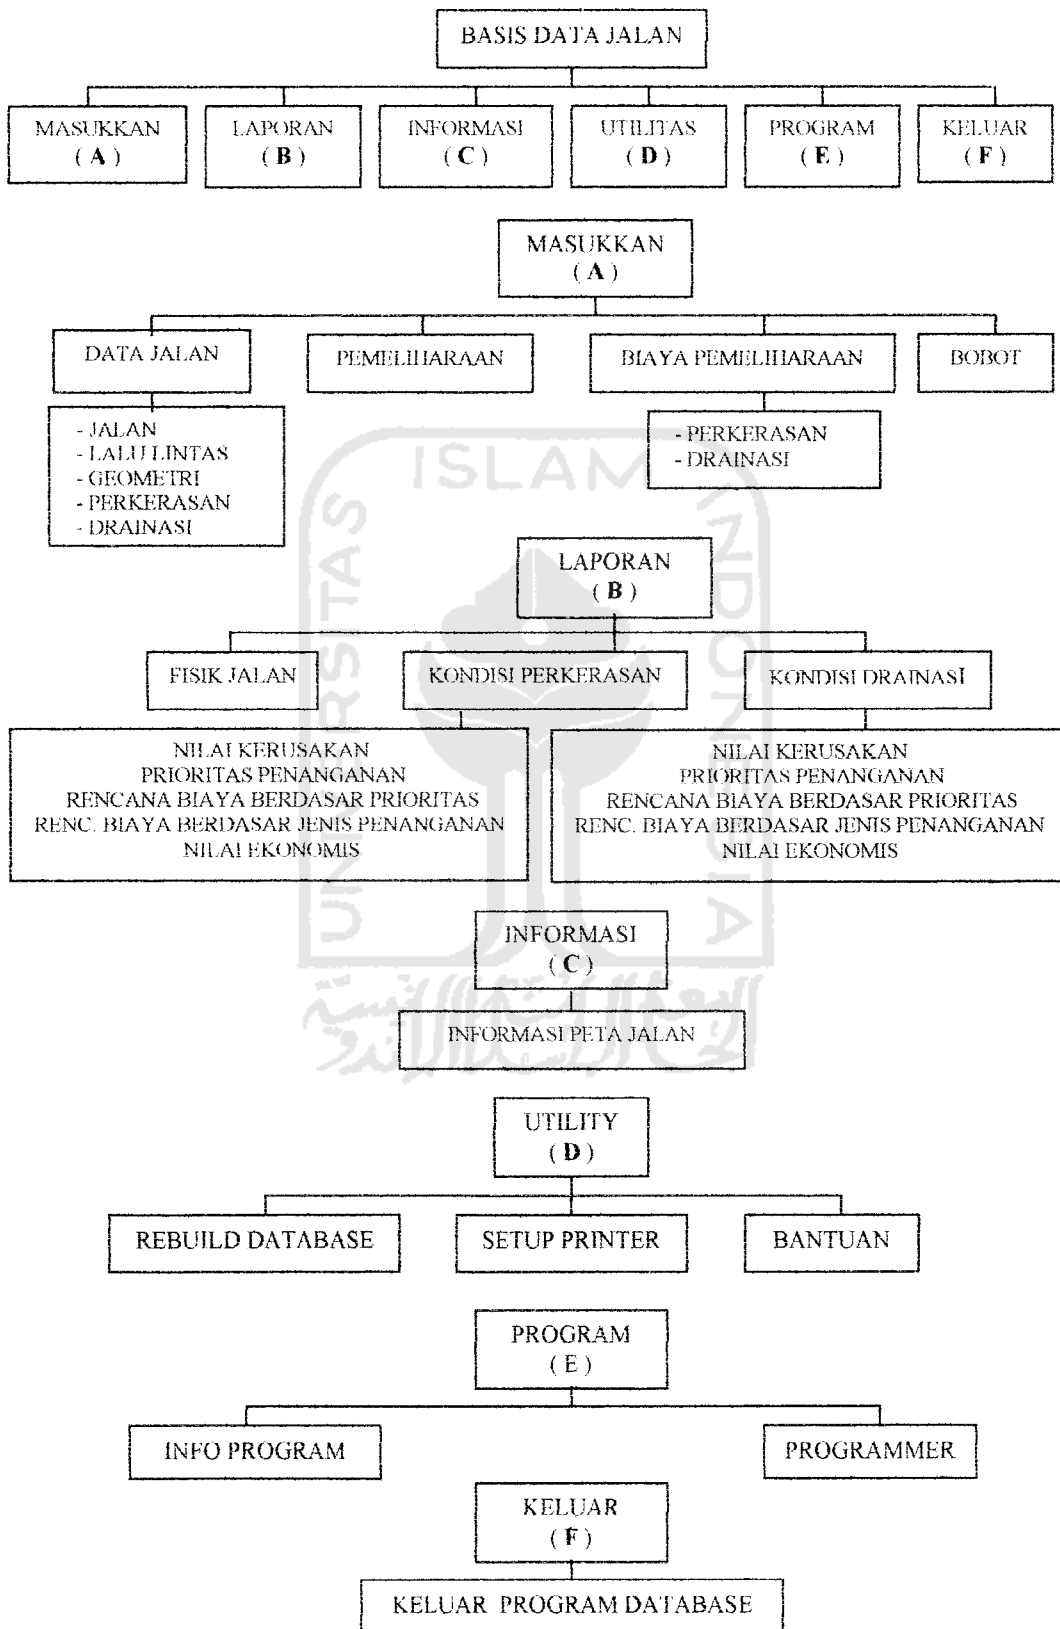 BASIS DATA JALAN
MASUKKAN
( A )
LAPORAN
( B )
INFORMASI
( C )
UTILITAS
( D )
PROGRAM
( E )
KELUAR
( F )
MASUKKAN
( A )
DATA JALAN
PEMELIHARAAN
BIAYA PEMELIHARAAN
BOBOT
- JALAN
- LALU LINTAS
- GEOMETRI
- PERKERASAN
- DRAINASI
- PERKERASAN
- DRAINASI
LAPORAN
( B )
FISIK JALAN
KONDISI PERKERASAN
KONDISI DRAINASI
NILAI KERUSAKAN
PRIORITAS PENANGANAN
RENCANA BIAYA BERDASAR PRIORITAS
RENC. BIAYA BERDASAR JENIS PENANGANAN
NILAI EKONOMIS
NILAI KERUSAKAN
PRIORITAS PENANGANAN
RENCANA BIAYA BERDASAR PRIORITAS
RENC. BIAYA BERDASAR JENIS PENANGANAN
NILAI EKONOMIS
INFORMASI
( C )
INFORMASI PETA JALAN
UTILITY
( D )
REBUILD DATABASE
SETUP PRINTER
BANTUAN
PROGRAM
( E )
INFO PROGRAM
PROGRAMMER
KELUAR
( F )
KELUAR PROGRAM DATABASE
UNIVERSITAS
ISLAM
INDONESIA